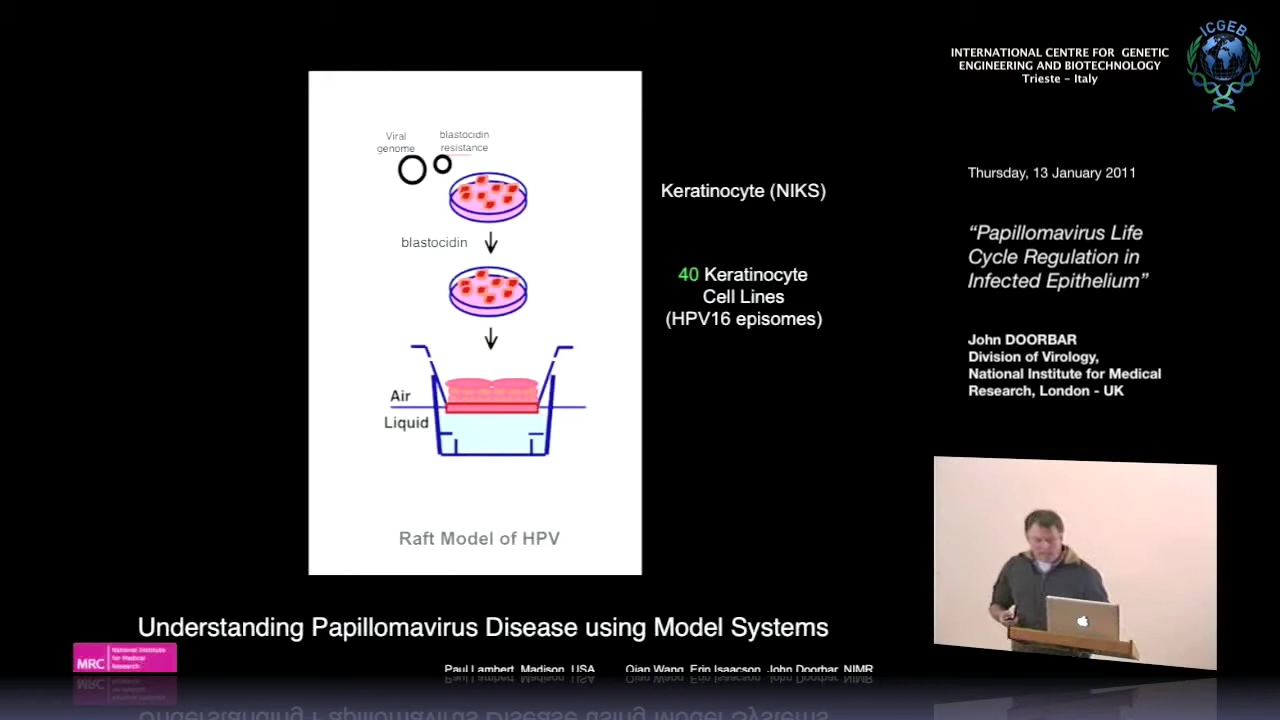 ICGEB
INTERNATIONAL CENTRE FOR GENETIC
ENGINEERING AND BIOTECHNOLOGY
Trieste - Italy
Viral
genome
blastocidin
resistance
Keratinocyte (NIKS)
blastocidin
40 Keratinocyte
Cell Lines
(HPV16 episomes)
Air
Liquid
Raft Model of HPV
Thursday, 13 January 2011
“Papillomavirus Life
Cycle Regulation in
Infected Epithelium”
John DOORBAR
Division of Virology,
National Institute for Medical
Research, London - UK
Understanding Papillomavirus Disease using Model Systems
MRC
National Institute
for Medical
Research
Paul Lambert, Madison, USA Qian Wang, Erin Isaacson, John Doorbar, NIMR